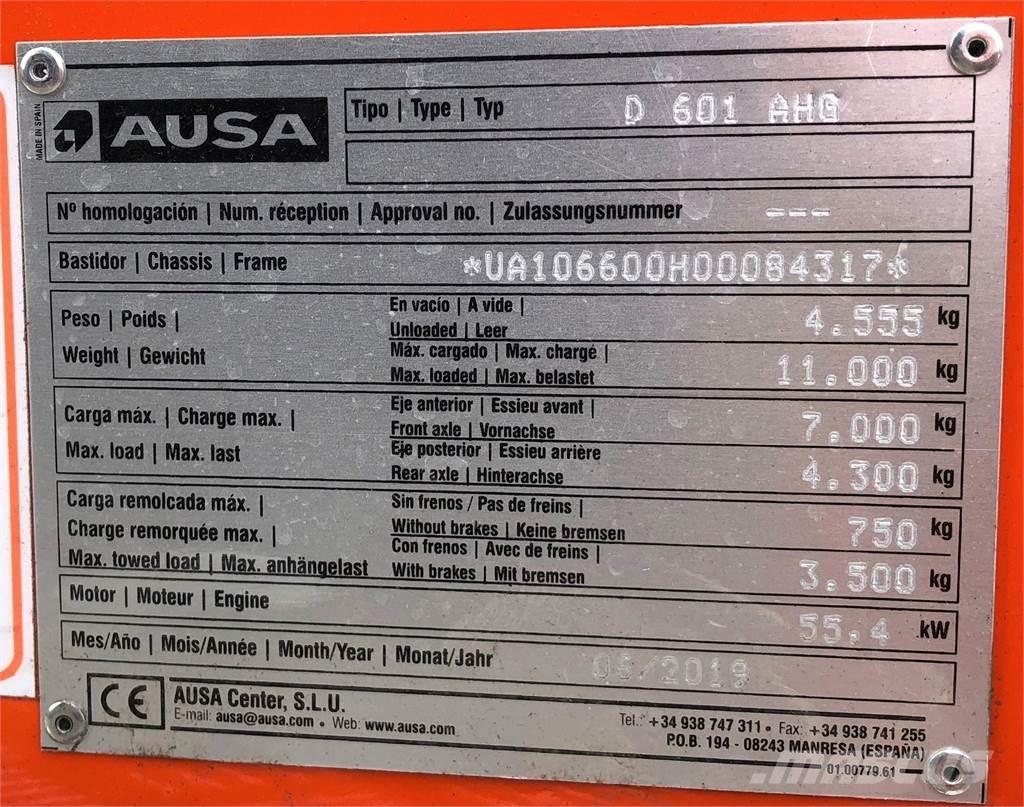 MADE IN SPAIN
AUSA
Tipo | Type | Typ D 601 AHG
Nº homologación | Num. réception | Approval no. | Zulassungsnummer ---
Bastidor | Chassis | Frame *UA106600H00084317*
Peso | Poids |
Weight | Gewicht
En vacío | A vide |
Unloaded | Leer
4.555 kg
Máx. cargado | Max. chargé |
Max. loaded | Max. belastet
11.000 kg
Carga máx. | Charge max. |
Max. load | Max. last
Eje anterior | Essieu avant |
Front axle | Vornachse
7.000 kg
Eje posterior | Essieu arrière
Rear axle | Hinterachse
4.300 kg
Carga remolcada máx. |
Charge remorquée max. |
Max. towed load | Max. anhängelast
Sin frenos / Pas de freins |
Without brakes | Keine bremsen
750 kg
Con frenos | Avec de freins |
With brakes | Mit bremsen
3.500 kg
Motor | Moteur | Engine 55,4 kW
Mes/Año | Mois/Année | Month/Year | Monat/Jahr /2019
CE
AUSA Center, S.L.U.
E-mail: ausa@ausa.com • Web: www.ausa.com
Tel.: +34 938 747 311 • Fax: +34 938 741 255
P.O.B. 194 - 08243 MANRESA (ESPAÑA)
01.00779.61